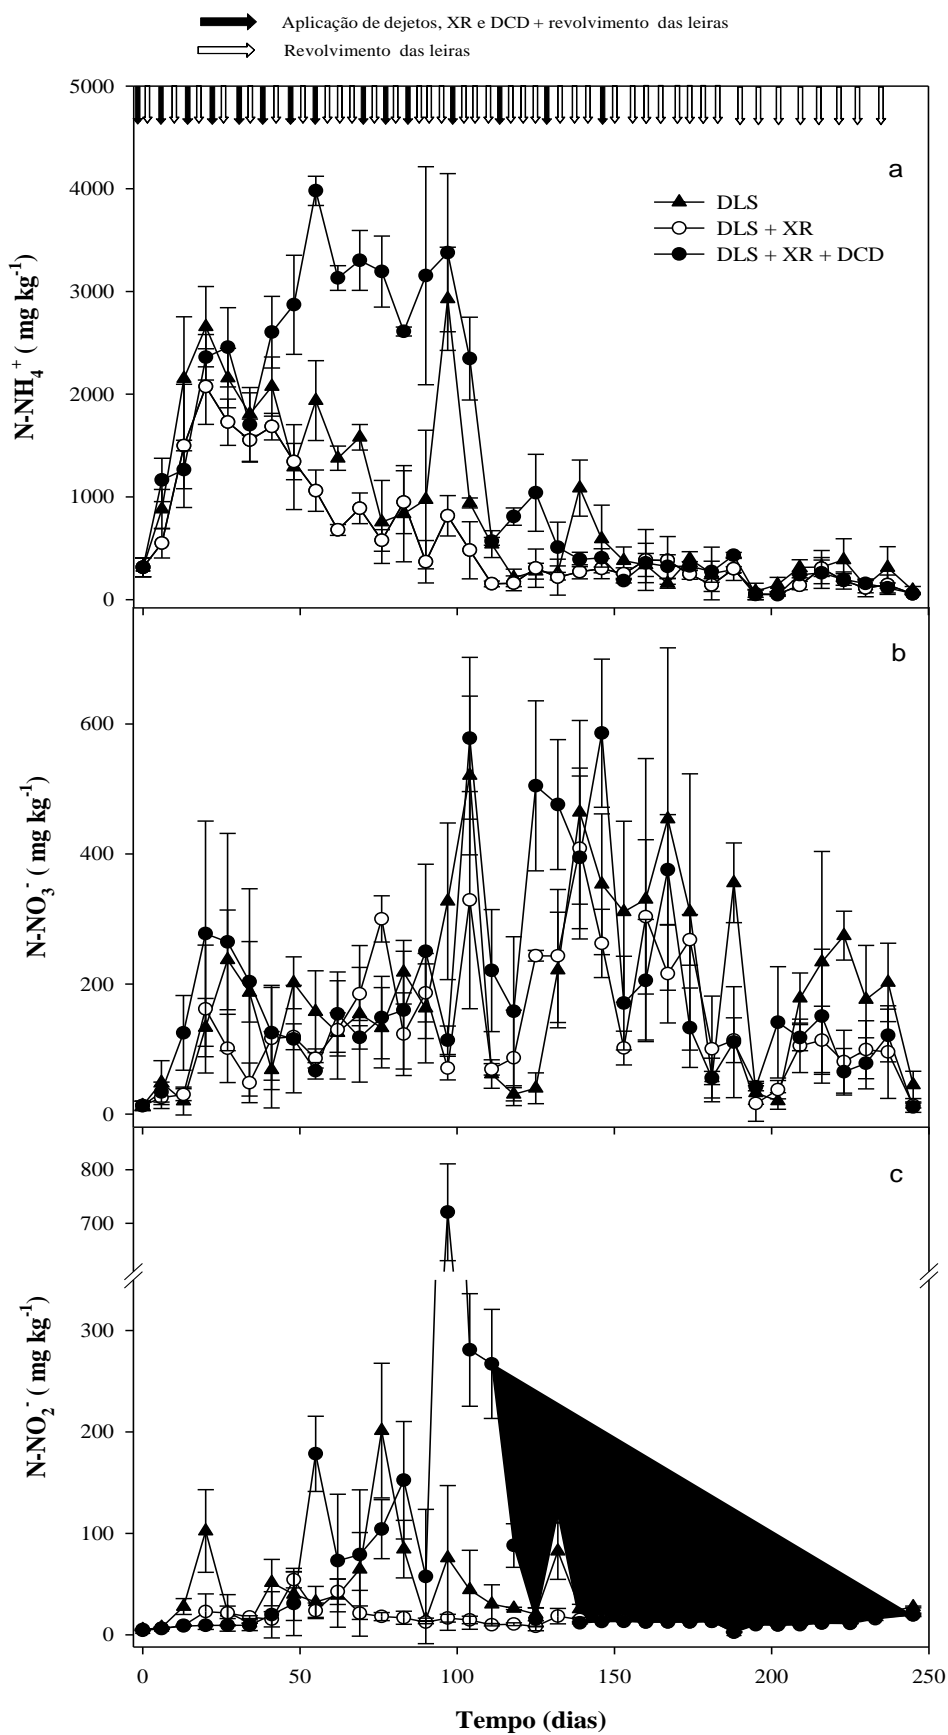 Aplicação de dejetos, XR e DCD + revolvimento das leiras
Revolvimento das leiras
5000
a
4000
DLS
DLS + XR
DLS + XR + DCD
3000
2000
1000
0
N-NH₄⁺ ( mg kg⁻¹)
b
600
400
200
0
N-NO₃⁻ ( mg kg⁻¹)
c
800
700
300
200
100
0
N-NO₂⁻ ( mg kg⁻¹)
0 50 100 150 200 250
Tempo (dias)